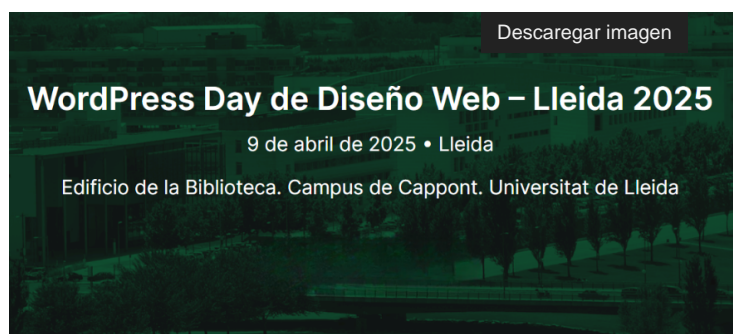 Descaregar imagen
WordPress Day de Diseño Web – Lleida 2025
9 de abril de 2025 • Lleida
Edificio de la Biblioteca. Campus de Cappont. Universitat de Lleida